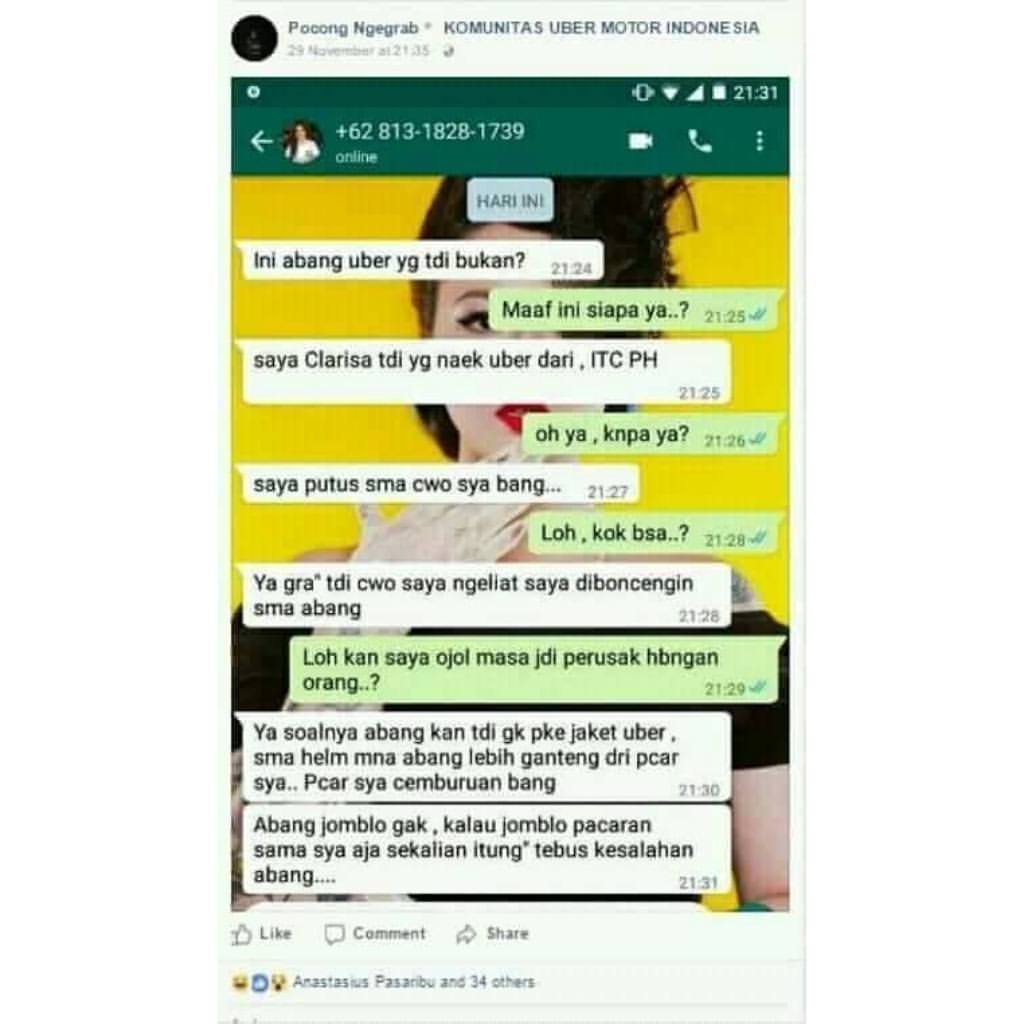 Pocong Ngegrab KOMUNITAS UBER MOTOR INDONESIA
29 November at 21:35
21:31
+62 813-1828-1739
online
HARI INI
Ini abang uber yg tdi bukan? 21:24
Maaf ini siapa ya..? 21:25
saya Clarisa tdi yg naek uber dari , ITC PH
21:25
oh ya , knpa ya? 21:26
saya putus sma cwo sya bang... 21:27
Loh , kok bsa..? 21:28
Ya gra" tdi cwo saya ngeliat saya diboncengin
sma abang 21:28
Loh kan saya ojol masa jdi perusak hbngan
orang..? 21:29
Ya soalnya abang kan tdi gk pke jaket uber ,
sma helm mna abang lebih ganteng dri pcar
sya.. Pcar sya cemburuan bang 21:30
Abang jomblo gak , kalau jomblo pacaran
sama sya aja sekalian itung" tebus kesalahan
abang.... 21:31
Like Comment Share
Anastasius Pasaribu and 34 others